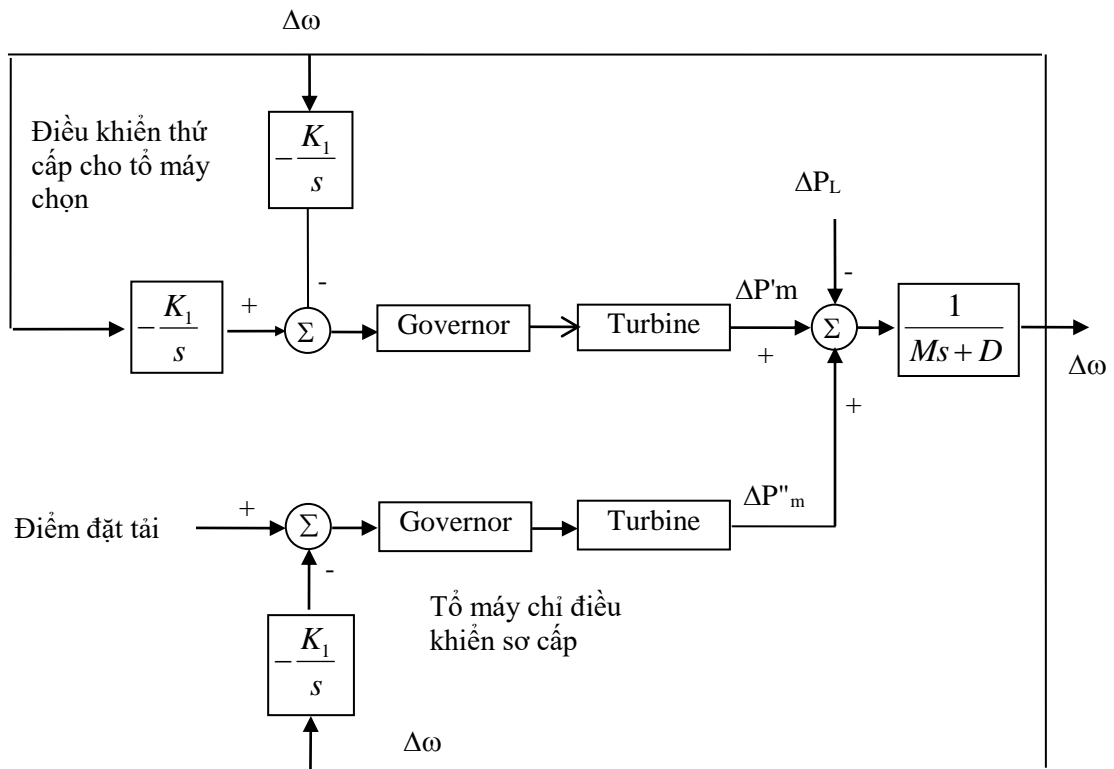 Δω
Điều khiển thứ
cấp cho tổ máy
chọn
-K₁/s
ΔP_L
-
-
-K₁/s
+
Σ
Governor
Turbine
ΔP'm
+
Σ
1/(Ms + D)
Δω
+
Điểm đặt tải
+
Σ
Governor
Turbine
ΔP"ₘ
-
-K₁/s
Tổ máy chỉ điều
khiển sơ cấp
Δω